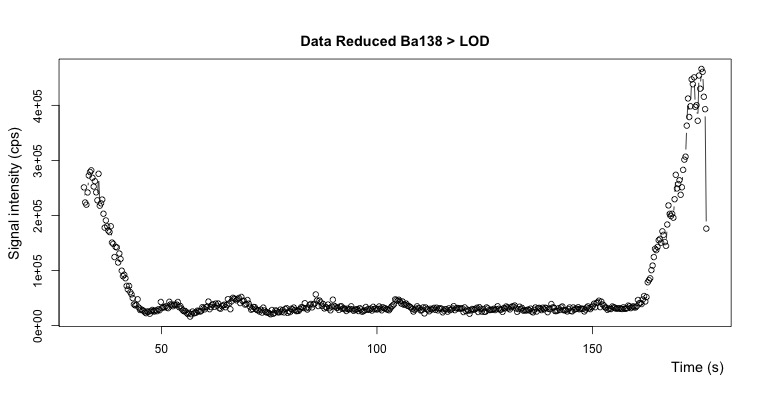 Data Reduced Ba138 > LOD
Signal intensity (cps)
4e+05
3e+05
2e+05
1e+05
0e+00
50
100
150
Time (s)